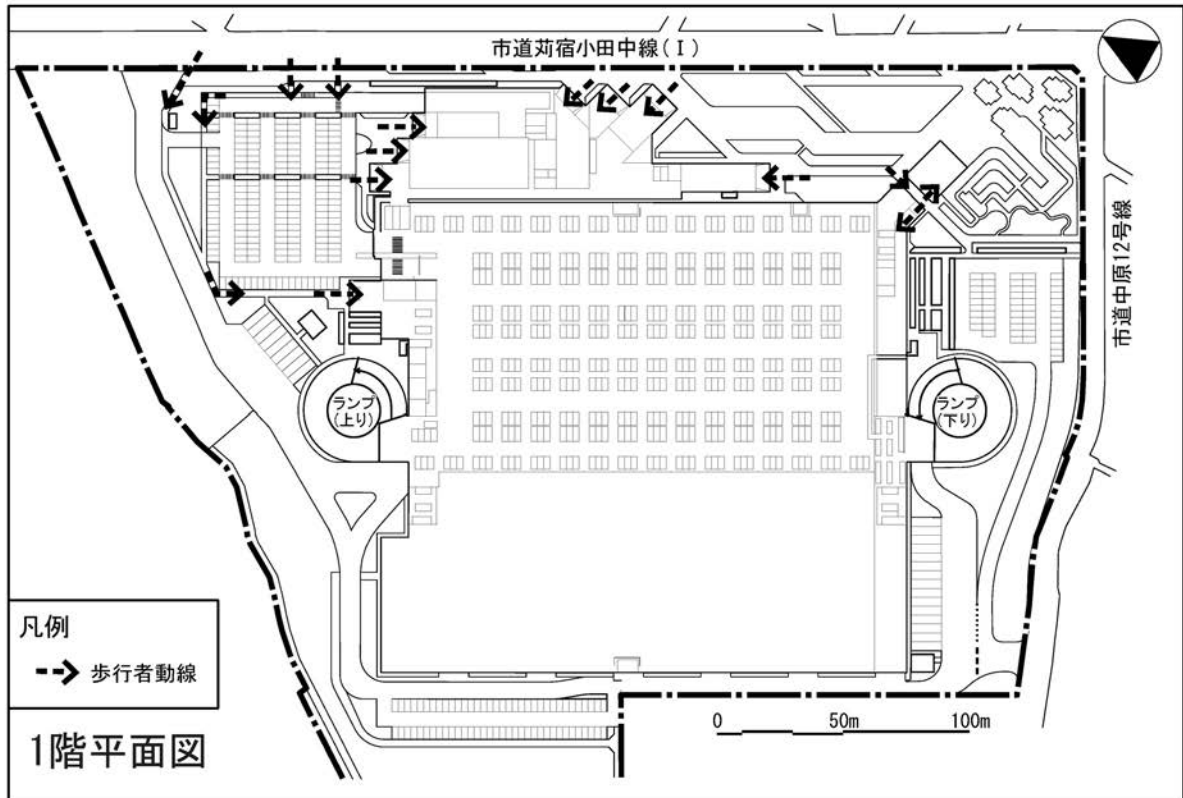 市道苅宿小田中線(Ⅰ)
市道中原12号線
ランプ
(上り)
ランプ
(下り)
凡例
歩行者動線
0 50m 100m
1階平面図